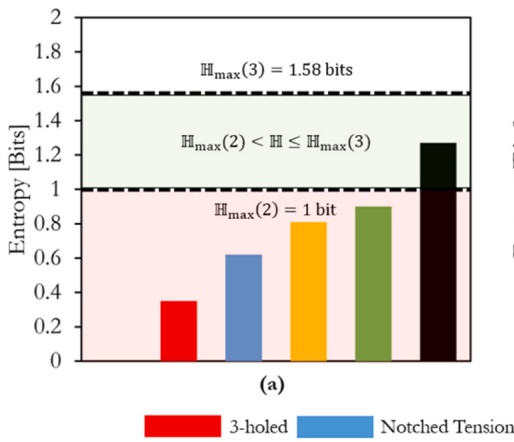 2
1.8
ℍmax(3) = 1.58 bits
1.6
1.4
ℍmax(2) < ℍ ≤ ℍmax(3)
1.2
Entropy [Bits]
1
ℍmax(2) = 1 bit
0.8
0.6
0.4
0.2
0
(a)
3-holed
Notched Tension